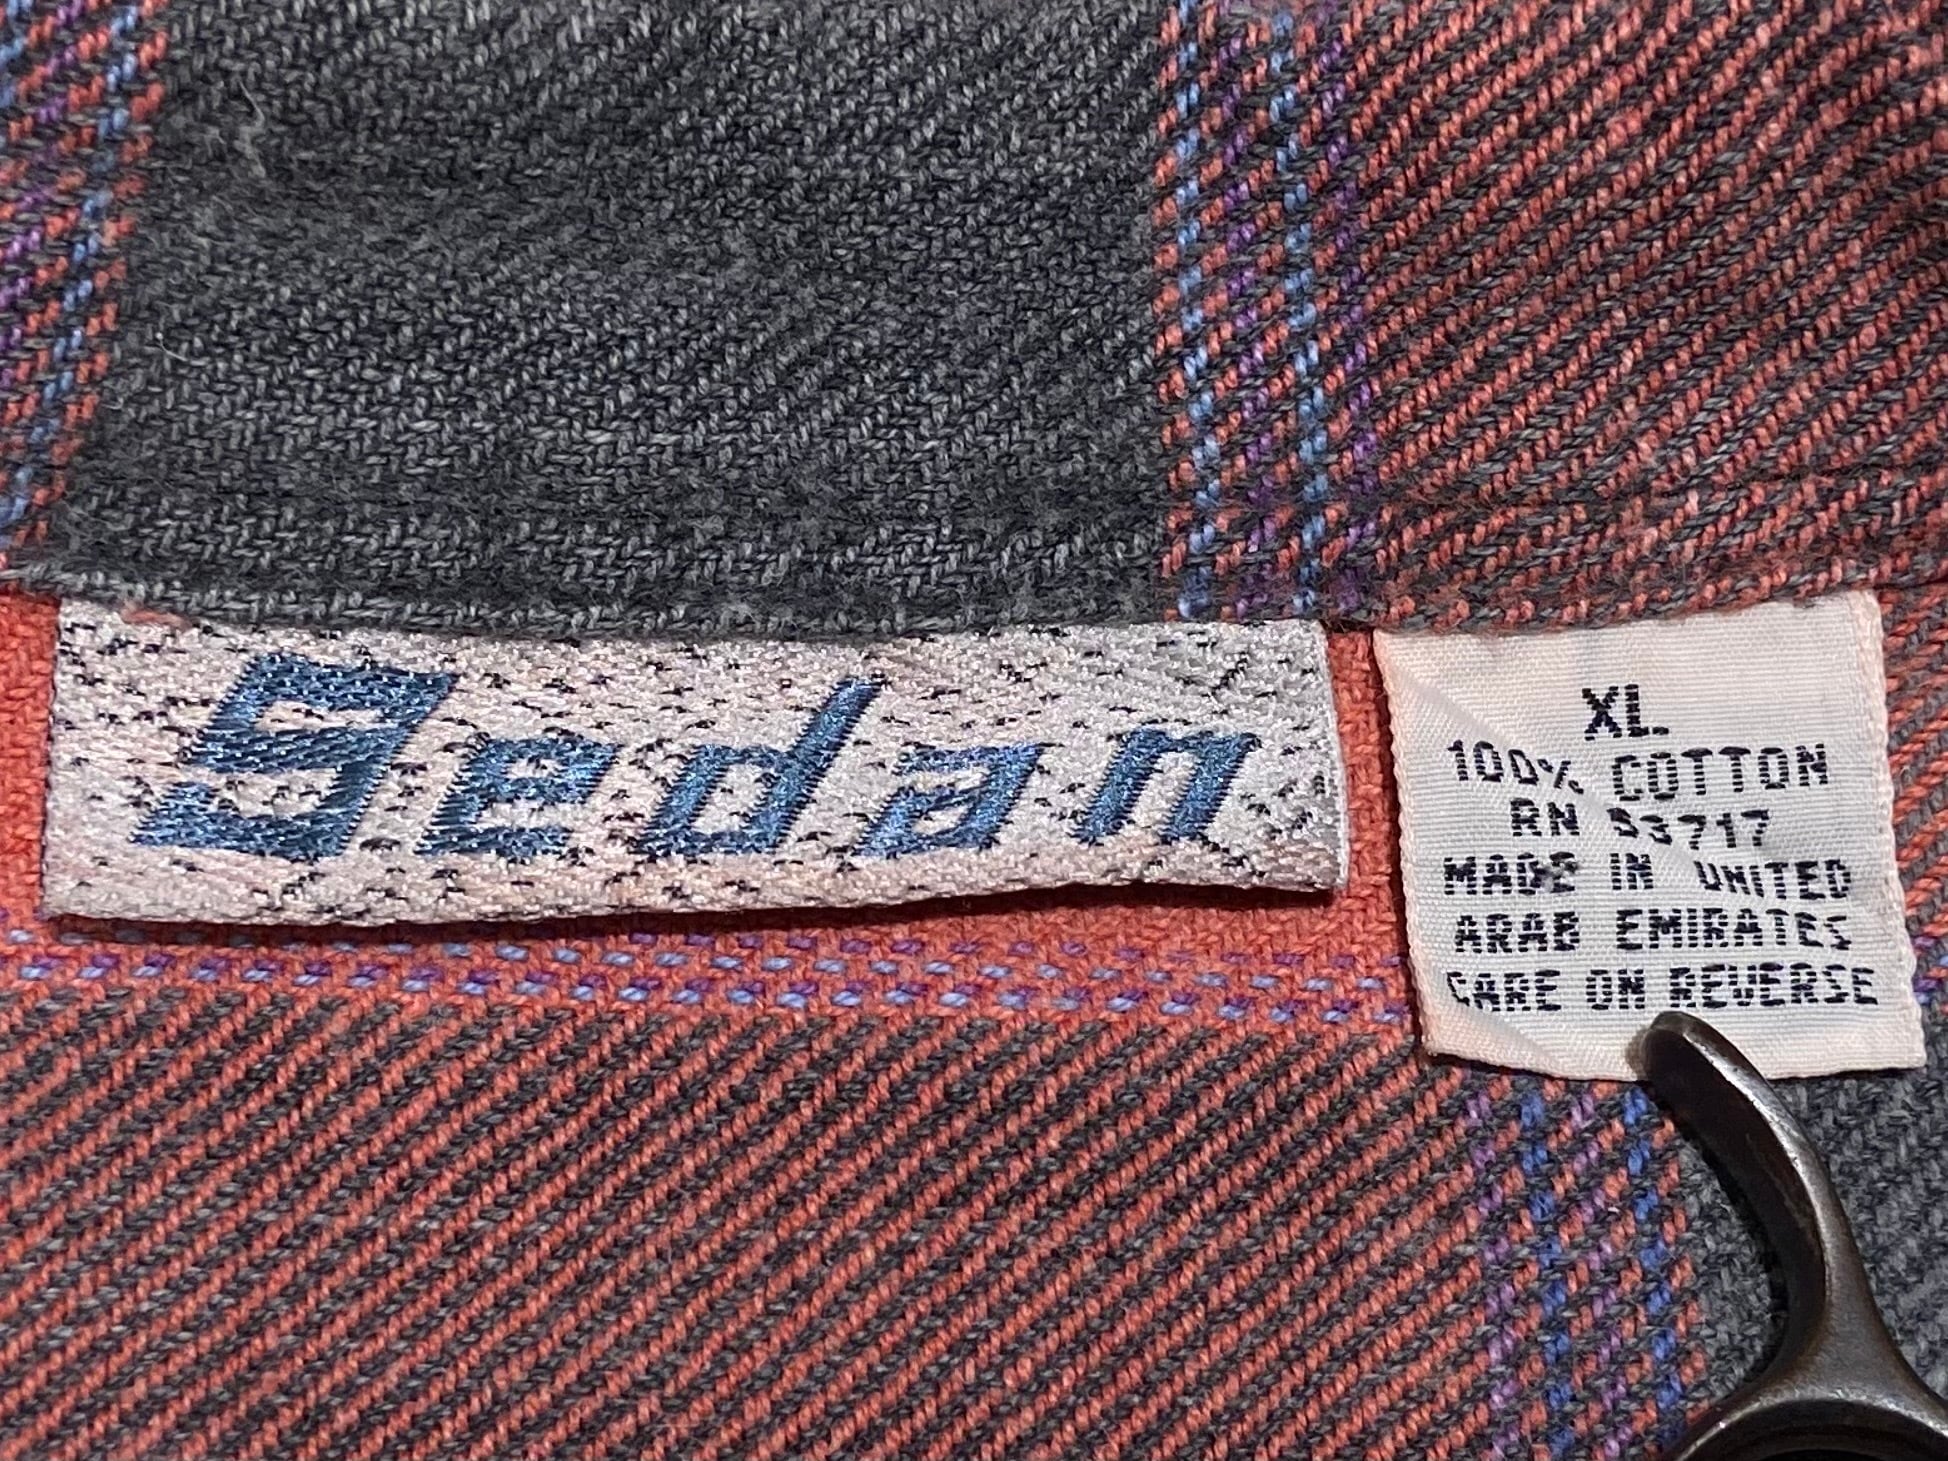 Sedan
XL
100% COTTON
RN 53717
MADE IN UNITED
ARAB EMIRATES
CARE ON REVERSE